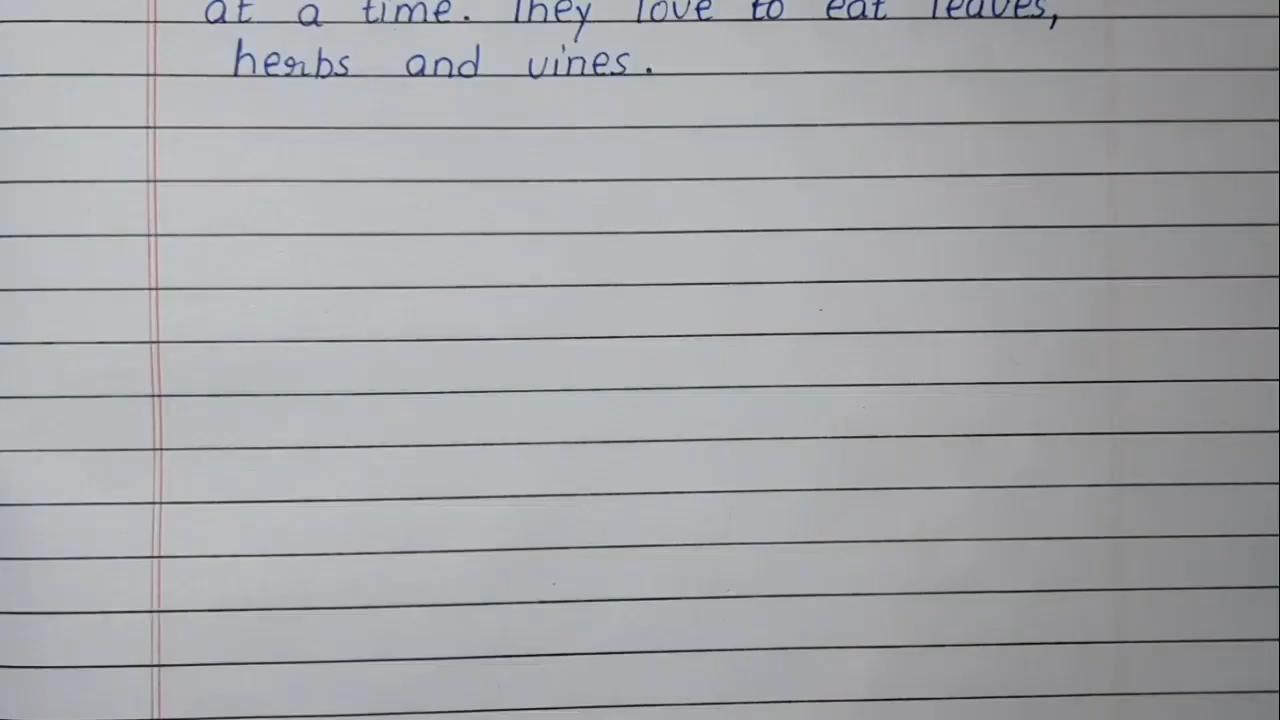 at a time. They love to eat leaves,
herbs and vines.